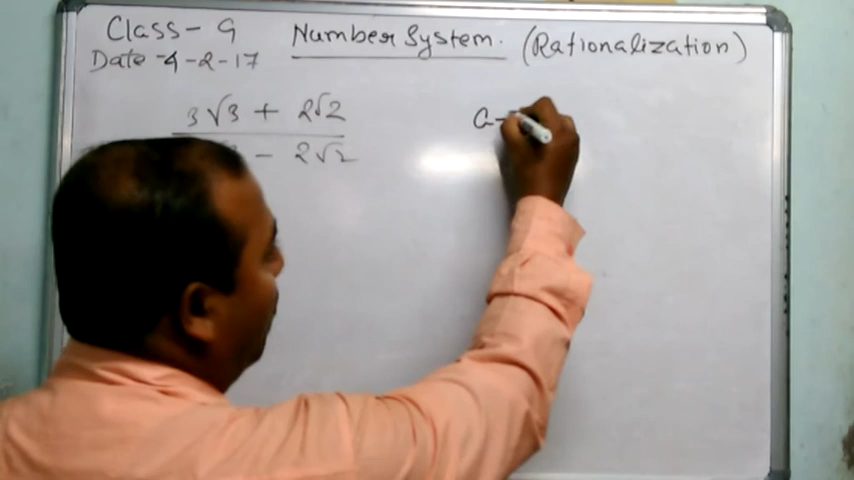 Class - 9
Number System. (Rationalization)
Date - 4-2-17
3√3 + 2√2
- 2√2
a-